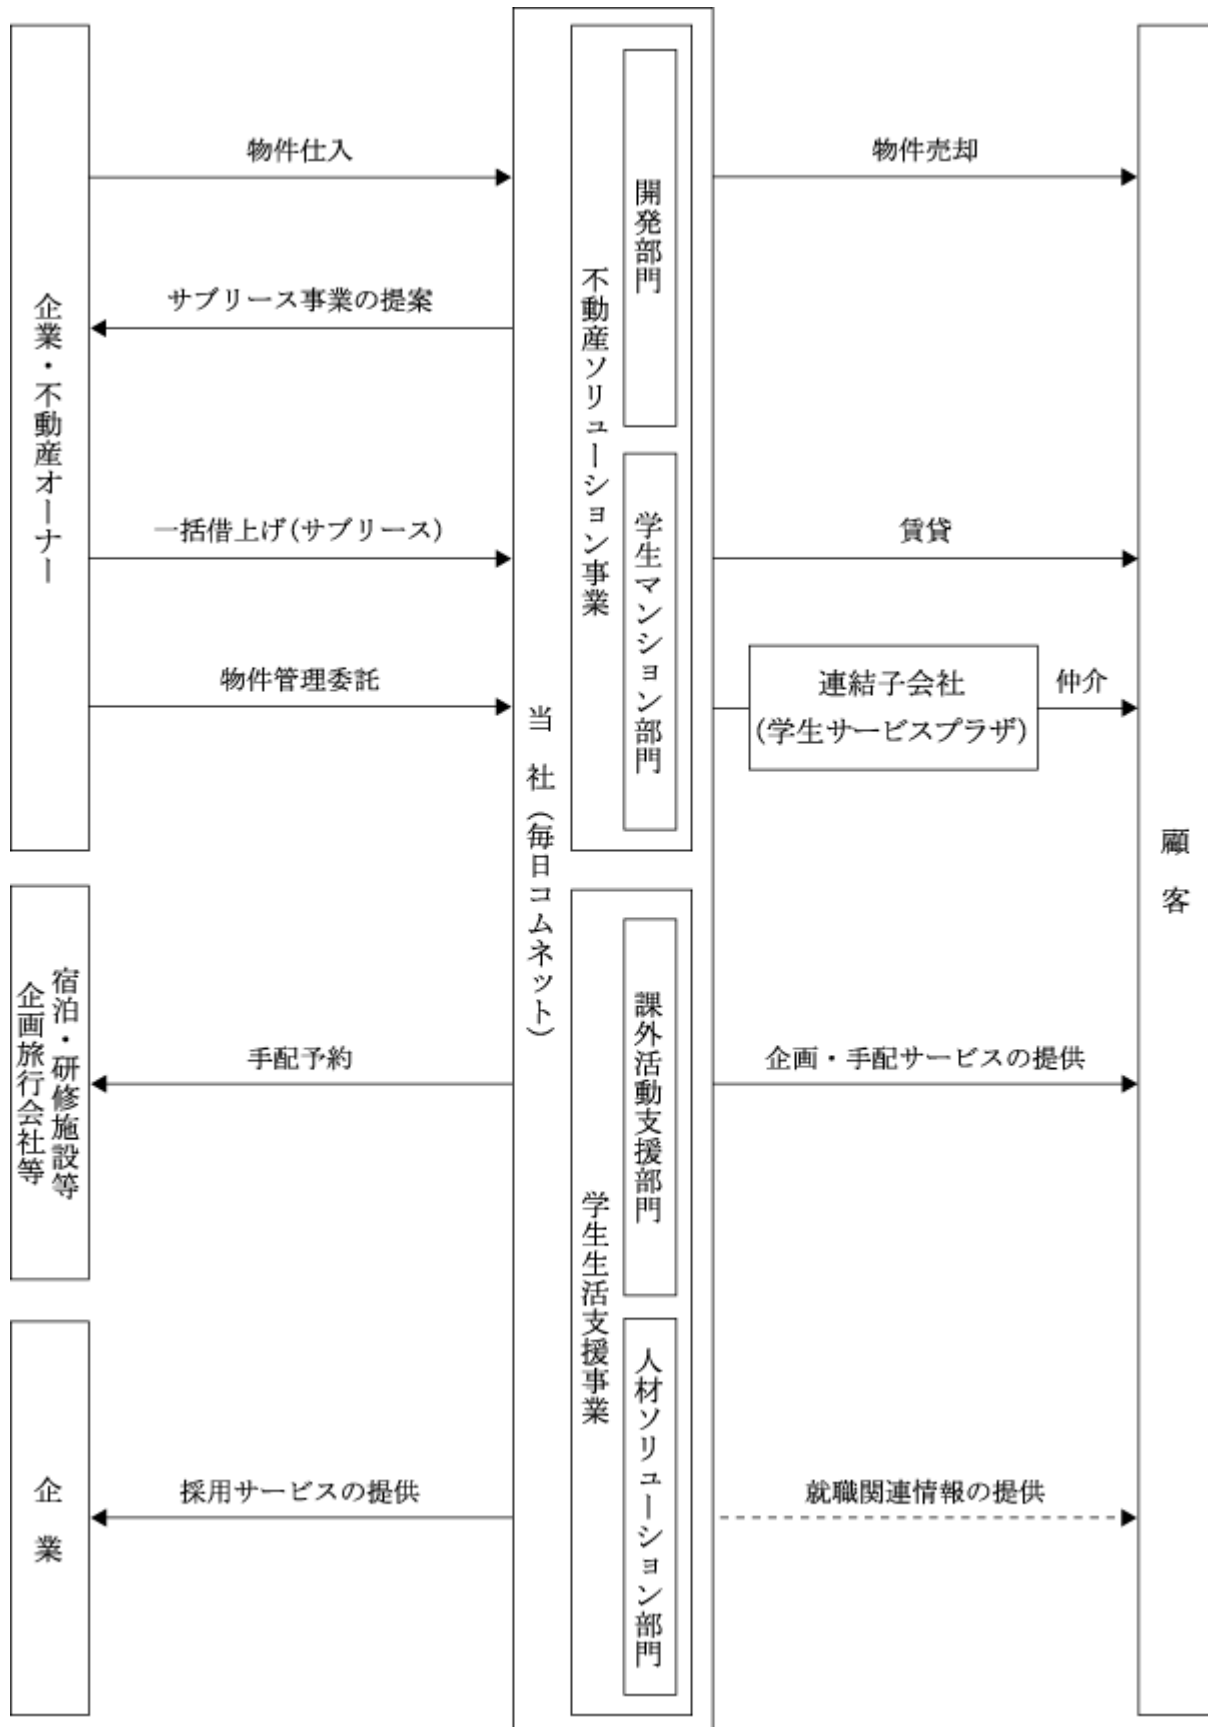 物件仕入
サブリース事業の提案
企業・不動産オーナー
一括借上げ(サブリース)
物件管理委託
当　社(毎日コムネット)
不動産ソリューション事業
開発部門
学生マンション部門
物件売却
賃貸
連結子会社
(学生サービスプラザ)
仲介
顧　客
宿泊・研修施設等
企画旅行会社等
手配予約
学生生活支援事業
課外活動支援部門
企画・手配サービスの提供
企　業
採用サービスの提供
人材ソリューション部門
就職関連情報の提供